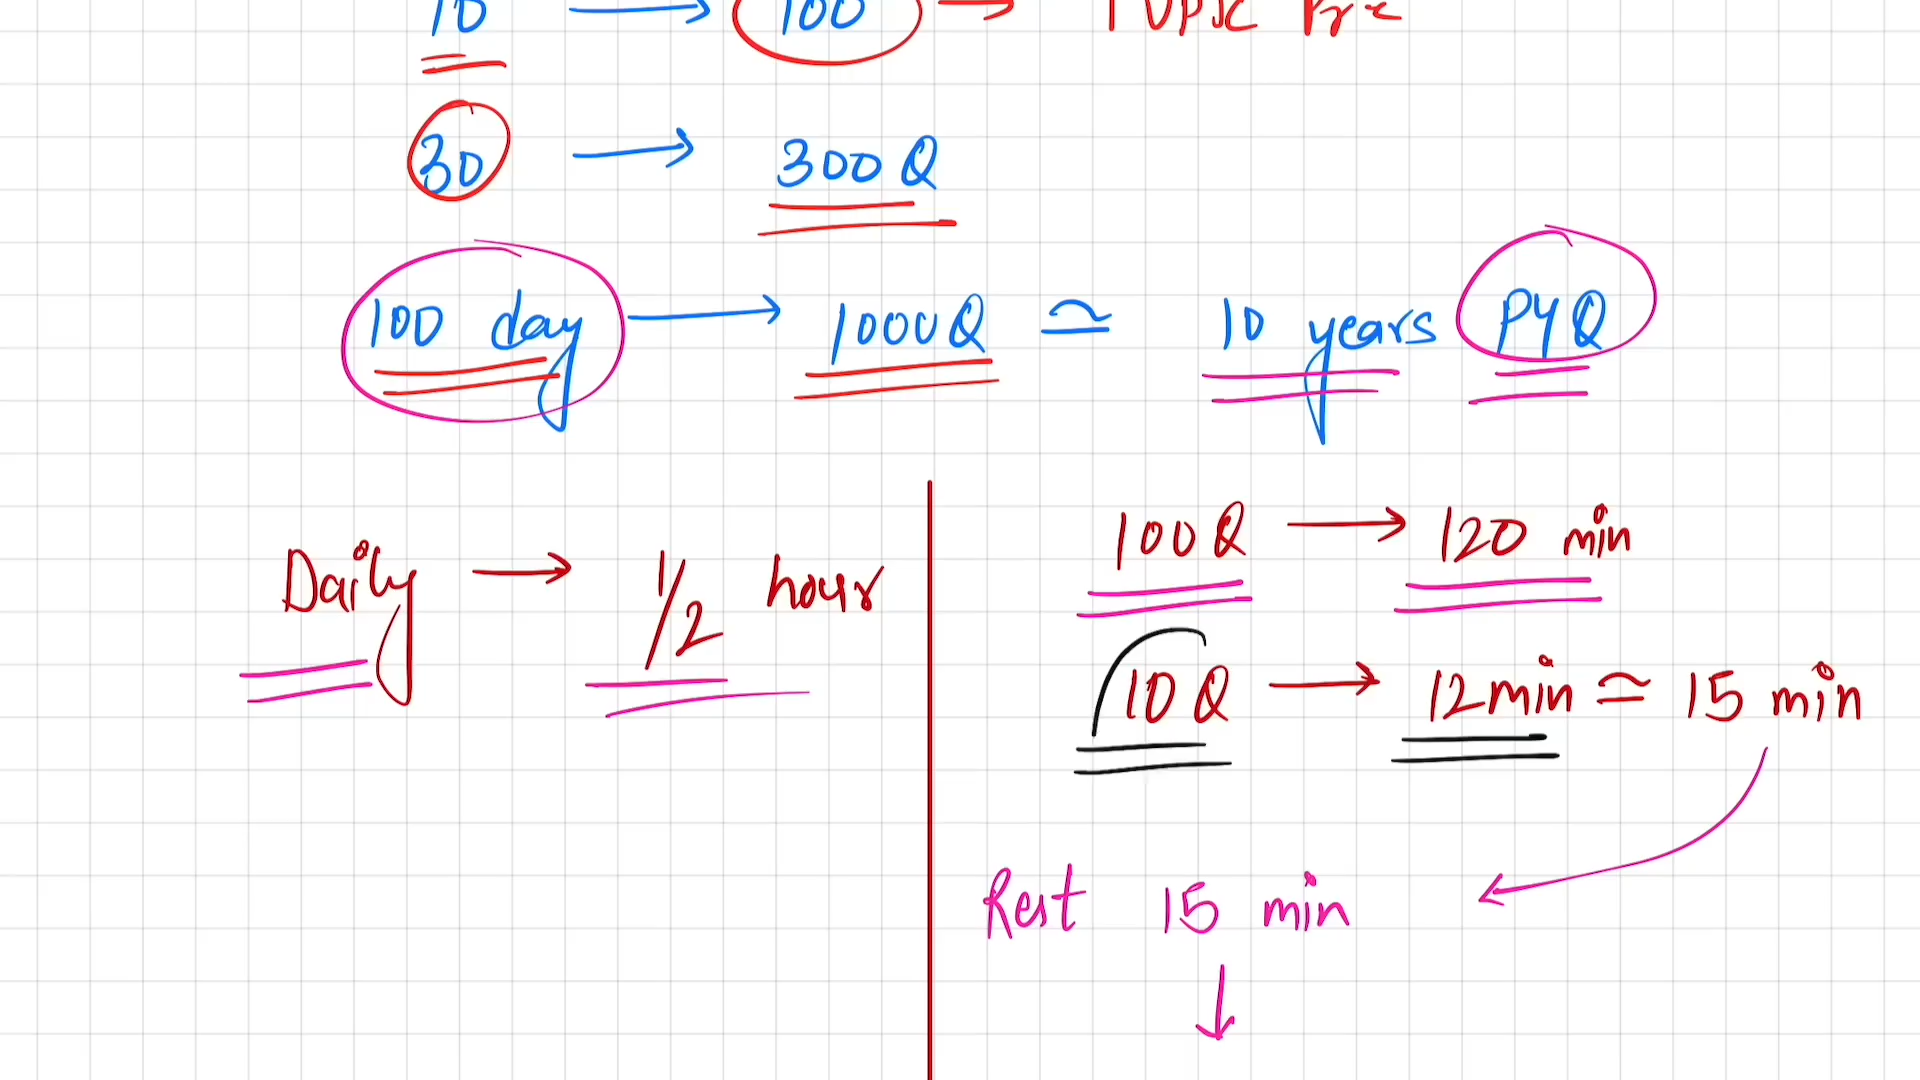 10 → 100 → 1 UPSC Pre
30 → 300 Q
100 day → 1000Q ≃ 10 years PYQ
Daily → 1/2 hour
100 Q → 120 min
10 Q → 12 min ≃ 15 min
Rest 15 min
↓